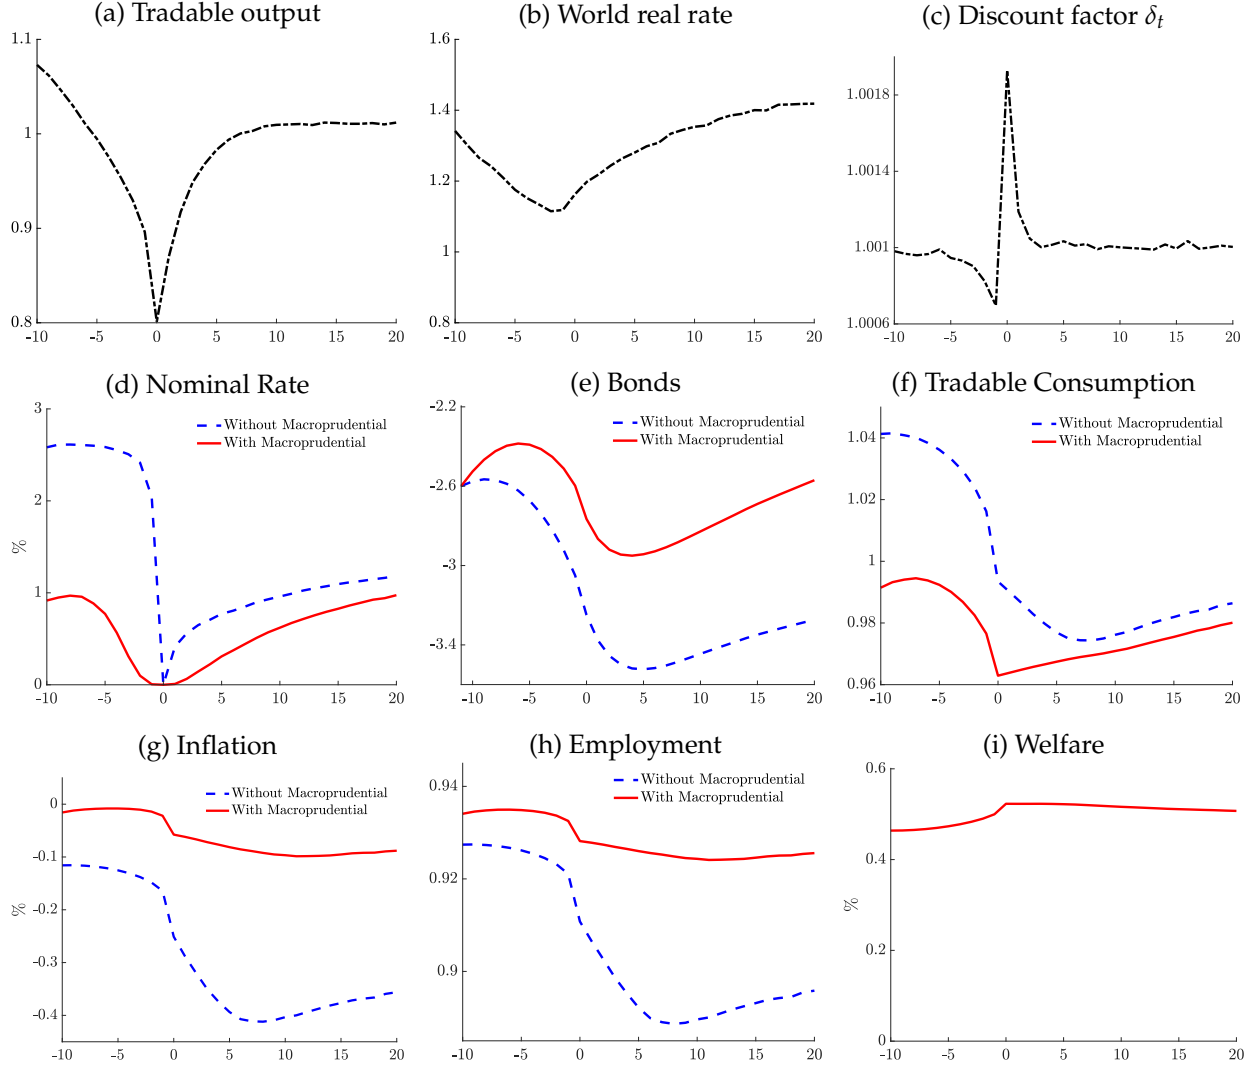 (a) Tradable output
(b) World real rate
(c) Discount factor δt
1.1
1
0.9
0.8
-10 -5 0 5 10 15 20
1.6
1.4
1.2
1
0.8
-10 -5 0 5 10 15 20
1.0018
1.0014
1.001
1.0006
-10 -5 0 5 10 15 20
(d) Nominal Rate
(e) Bonds
(f) Tradable Consumption
3
2
1
0
%
Without Macroprudential
With Macroprudential
-10 -5 0 5 10 15 20
-2.2
-2.6
-3
-3.4
Without Macroprudential
With Macroprudential
-10 -5 0 5 10 15 20
1.04
1.02
1
0.98
0.96
Without Macroprudential
With Macroprudential
-10 -5 0 5 10 15 20
(g) Inflation
(h) Employment
(i) Welfare
0
-0.1
-0.2
-0.3
-0.4
%
Without Macroprudential
With Macroprudential
-10 -5 0 5 10 15 20
0.94
0.92
0.9
Without Macroprudential
With Macroprudential
-10 -5 0 5 10 15 20
0.6
0.4
0.2
0
%
-10 -5 0 5 10 15 20